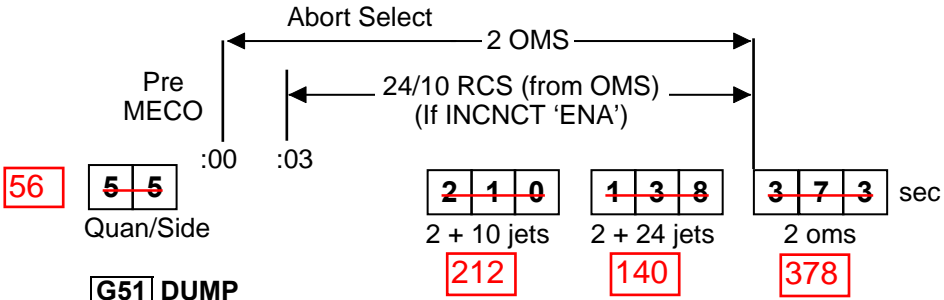 Abort Select
2 OMS
Pre
MECO
24/10 RCS (from OMS)
(If INCNCT ‘ENA’)
:00 :03
56 5 5 2 1 0 1 3 8 3 7 3 sec
Quan/Side 2 + 10 jets 2 + 24 jets 2 oms
212 140 378
G51 DUMP